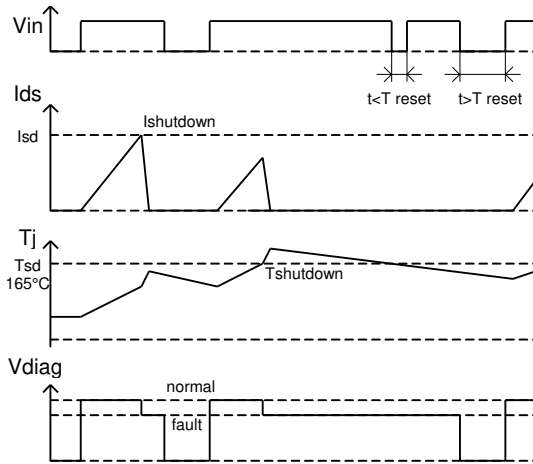 Vin
t<T reset t>T reset
Ids
Ishutdown
Isd
Tj
Tsd
165°C
Tshutdown
Vdiag
normal
fault